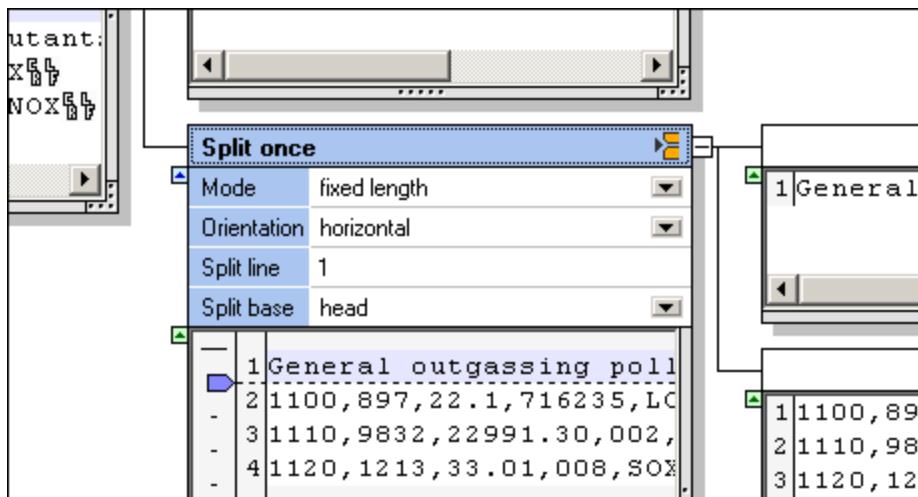 utant:
X
NOX
Split once
Mode fixed length
Orientation horizontal
Split line 1
Split base head
1 General outgassing poll
2 1100,897,22.1,716235,LC
3 1110,9832,22991.30,002,
4 1120,1213,33.01,008,SOX
1 General
1 1100,89
2 1110,98
3 1120,12